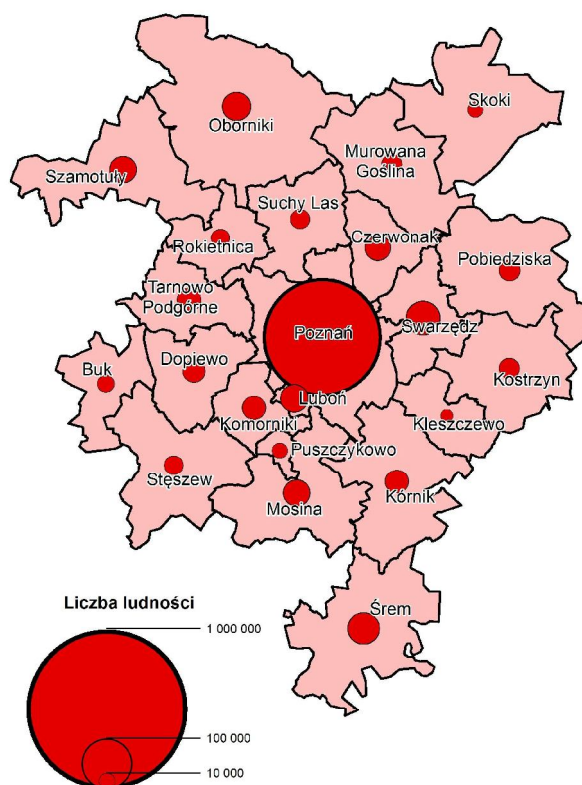 Skoki
Oborniki
Murowana
Goślina
Szamotuły
Suchy Las
Rokietnica
Czerwonak
Pobiedziska
Tarnowo
Podgórne
Swarzędz
Poznań
Buk
Dopiewo
Kostrzyn
Luboń
Komorniki
Kleszczewo
Puszczykowo
Stęszew
Mosina
Kórnik
Śrem
Liczba ludności
1 000 000
100 000
10 000